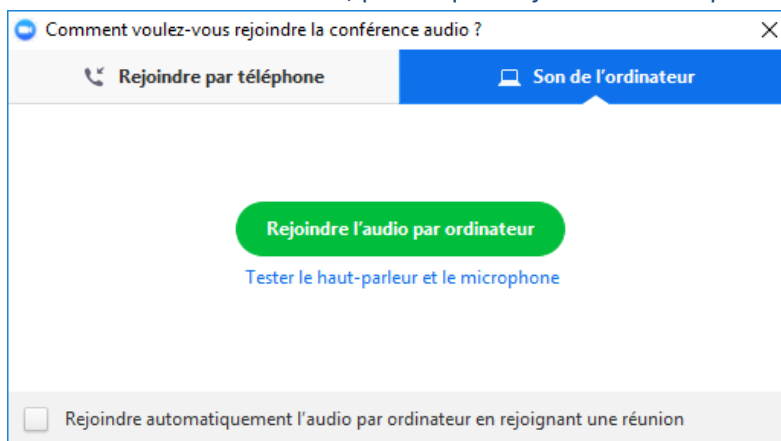 Comment voulez-vous rejoindre la conférence audio ?
Rejoindre par téléphone
Son de l'ordinateur
Rejoindre l'audio par ordinateur
Tester le haut-parleur et le microphone
Rejoindre automatiquement l'audio par ordinateur en rejoignant une réunion